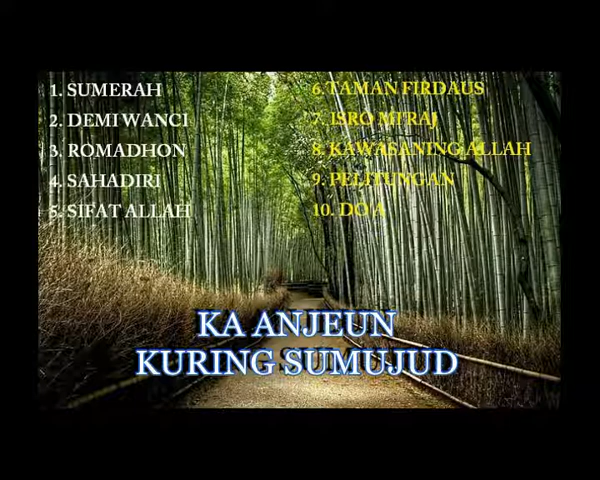 1. SUMERAH
2. DEMI WANCI
3. ROMADHON
4. SAHADIRI
5. SIFAT ALLAH
6. TAMAN FIRDAUS
7. ISRO MI'RAJ
8. KAWASANING ALLAH
9. PELITUNGAN
10. DO'A
KA ANJEUN
KURING SUMUJUD